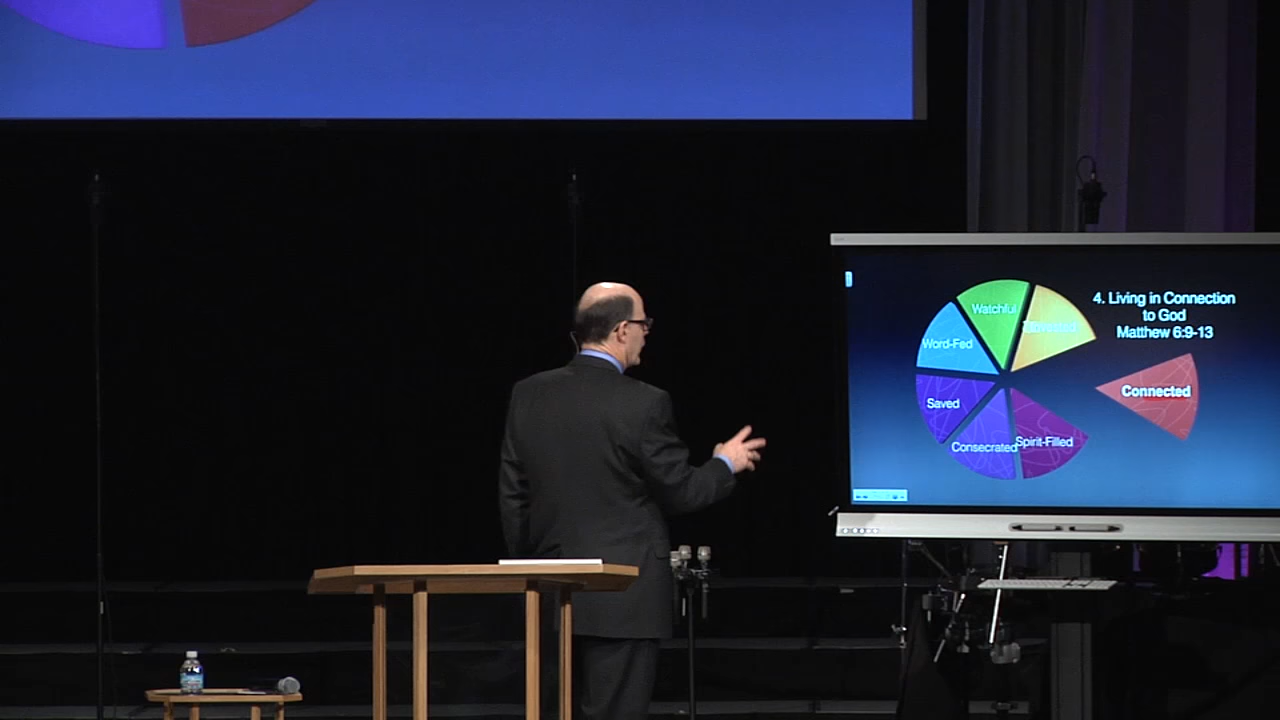 4. Living in Connection
to God
Matthew 6:9-13
Watchful
Word-Fed
Connected
Saved
Consecrated
Spirit-Filled